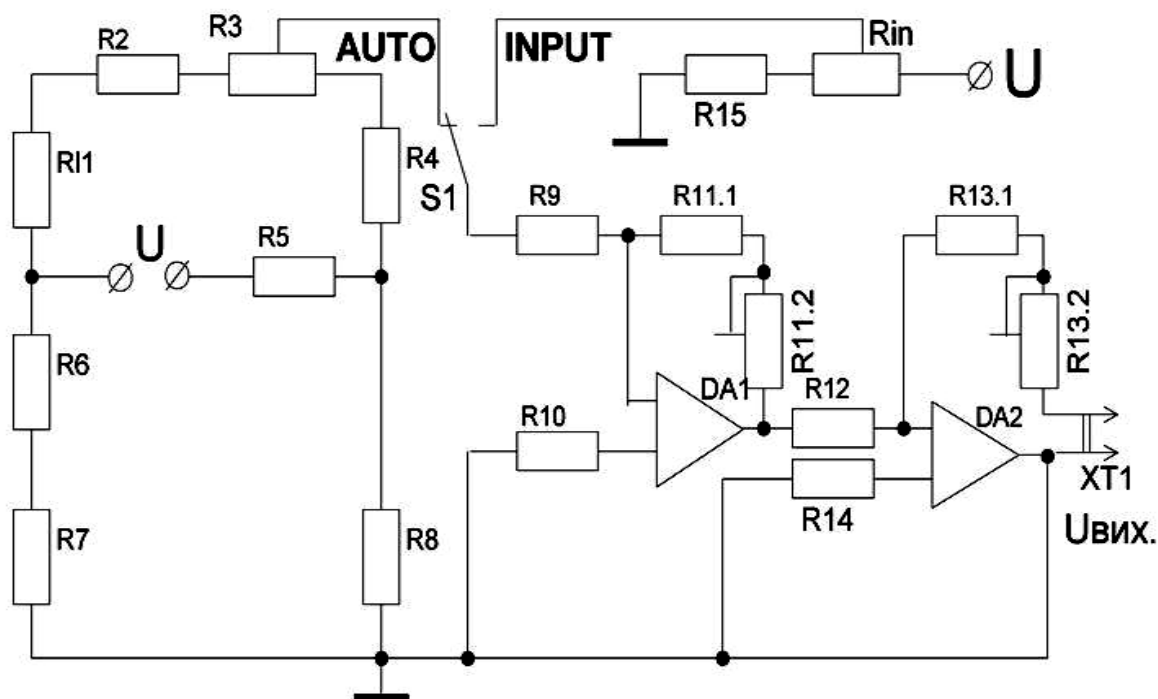 R2
R3
AUTO
INPUT
Rin
U
R15
Rl1
R4
S1
R9
R11.1
R13.1
U
R5
R11.2
R13.2
R6
DA1
R12
DA2
R10
XT1
R14
R7
R8
Uвих.